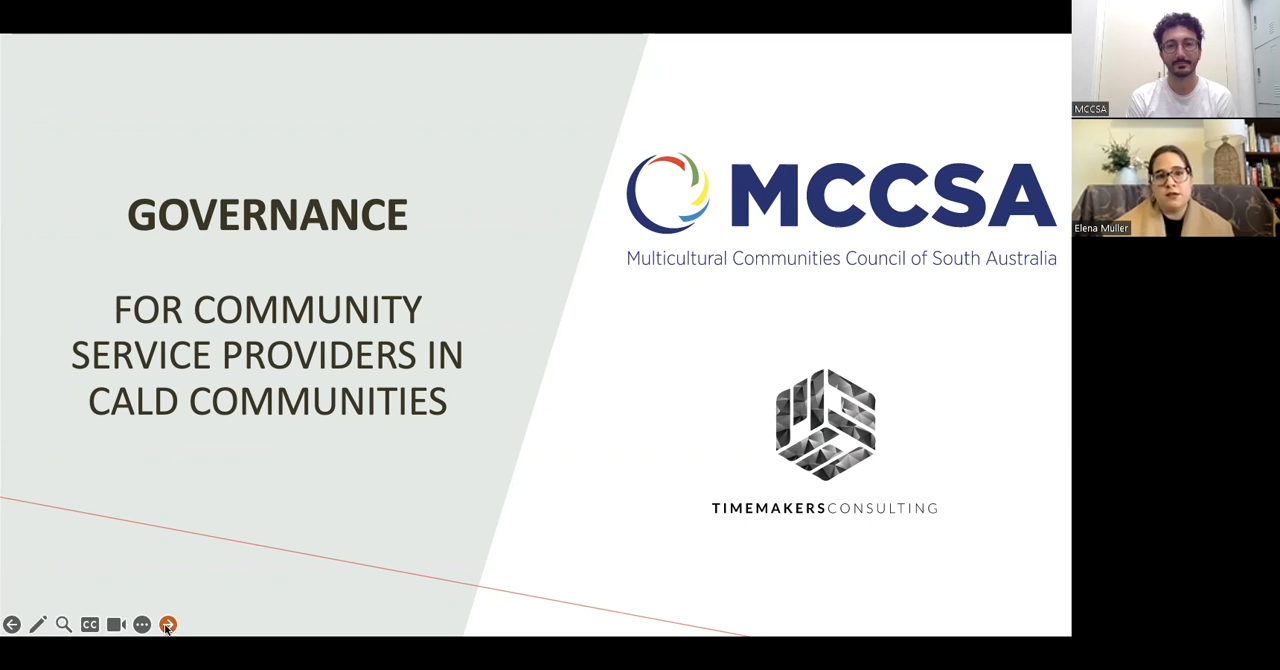 GOVERNANCE
FOR COMMUNITY
SERVICE PROVIDERS IN
CALD COMMUNITIES
MCCSA
Multicultural Communities Council of South Australia
TIMEMAKERSCONSULTING
MCCSA
Elena Muller
CC